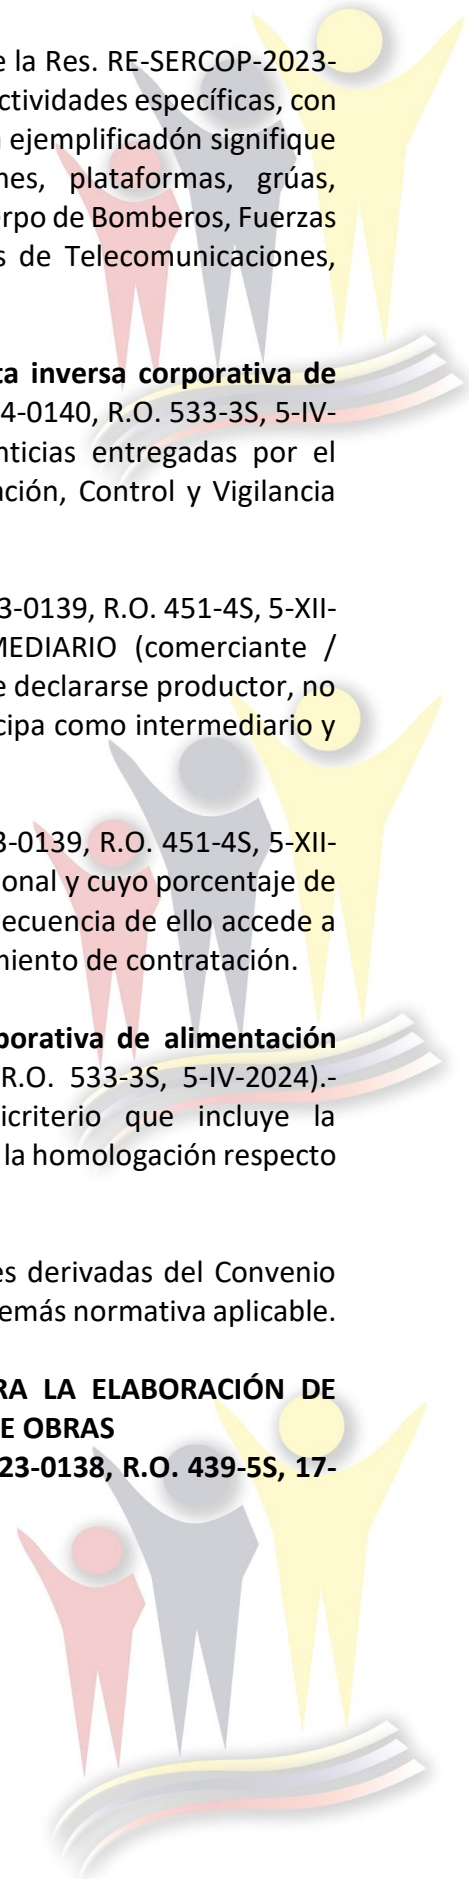 e la Res. RE-SERCOP-2023-
ctividades específicas, con
ejemplificadón signifique
nes, plataformas, grúas,
erpo de Bomberos, Fuerzas
s de Telecomunicaciones,
ta inversa corporativa de
4-0140, R.O. 533-3S, 5-IV-
nticias entregadas por el
ación, Control y Vigilancia
3-0139, R.O. 451-4S, 5-XII-
MEDIARIO (comerciante /
e declararse productor, no
cipa como intermediario y
3-0139, R.O. 451-4S, 5-XII-
onal y cuyo porcentaje de
ecuencia de ello accede a
miento de contratación.
porativa de alimentación
R.O. 533-3S, 5-IV-2024).-
icriterio que incluye la
la homologación respecto
es derivadas del Convenio
emás normativa aplicable.
RA LA ELABORACIÓN DE
E OBRAS
23-0138, R.O. 439-5S, 17-